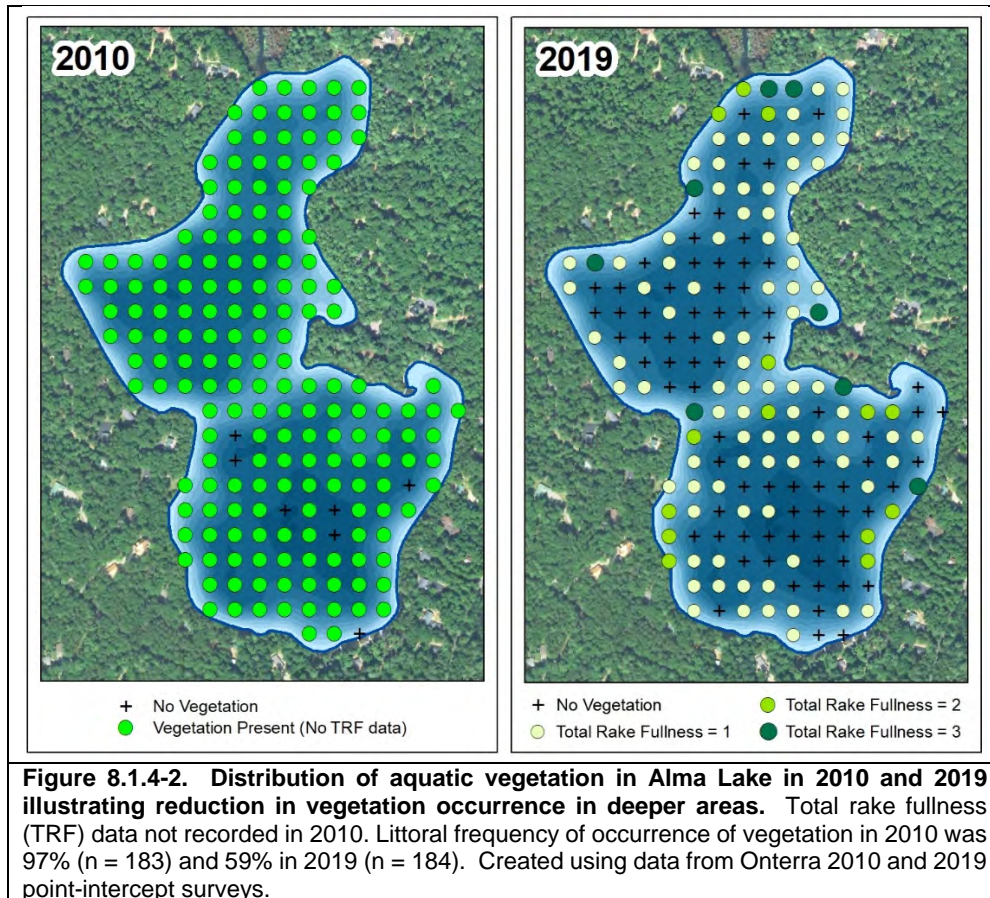 2010
2019
+ No Vegetation
Vegetation Present (No TRF data)
+ No Vegetation
Total Rake Fullness = 1
Total Rake Fullness = 2
Total Rake Fullness = 3
Figure 8.1.4-2. Distribution of aquatic vegetation in Alma Lake in 2010 and 2019
illustrating reduction in vegetation occurrence in deeper areas. Total rake fullness
(TRF) data not recorded in 2010. Littoral frequency of occurrence of vegetation in 2010 was
97% (n = 183) and 59% in 2019 (n = 184). Created using data from Onterra 2010 and 2019
point-intercept surveys.